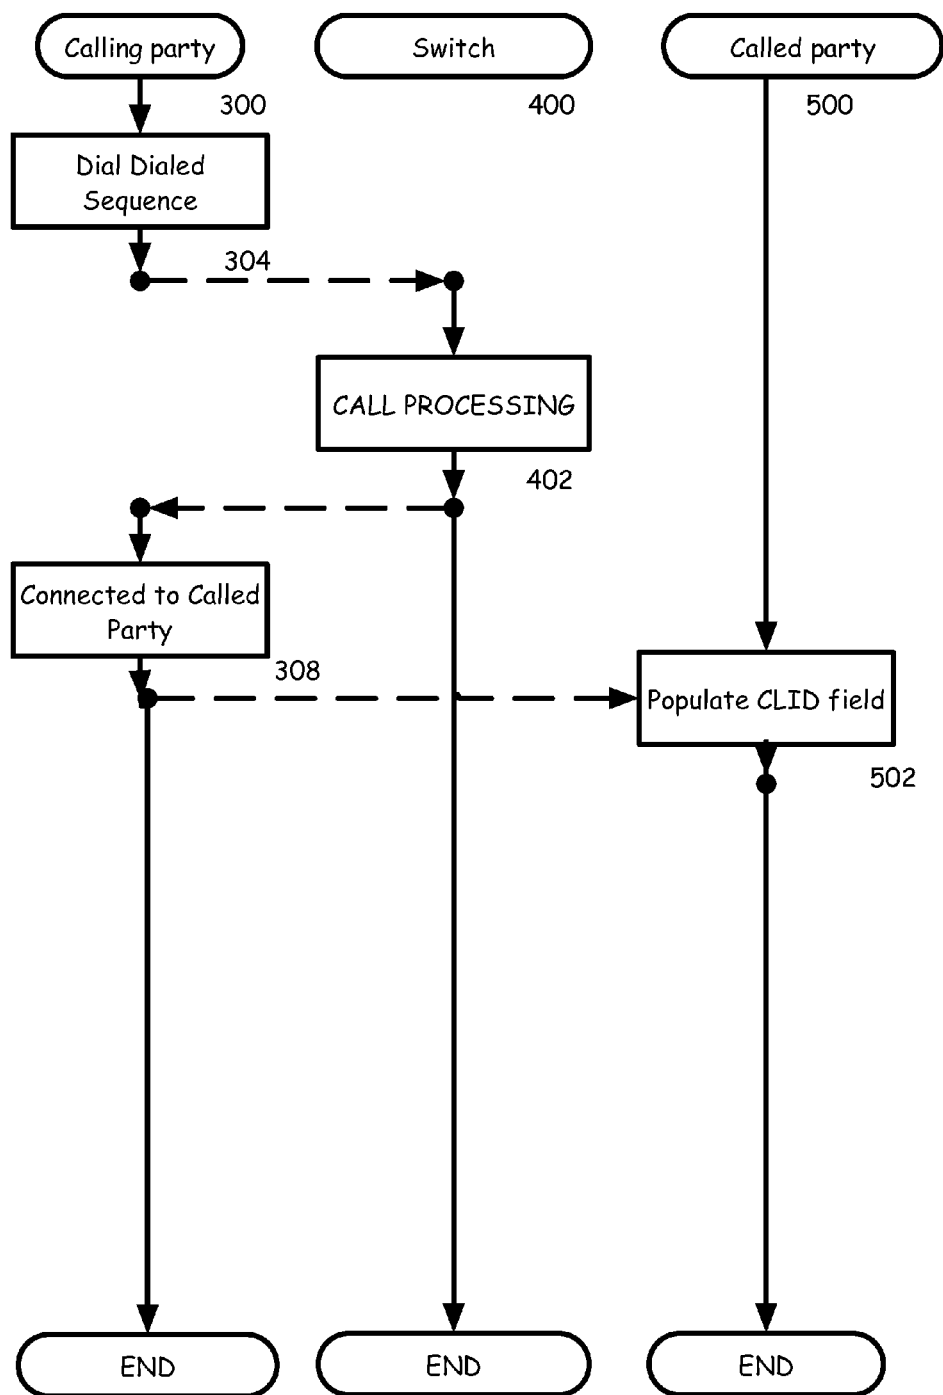 Calling party
Switch
Called party
300
400
500
Dial Dialed
Sequence
304
CALL PROCESSING
402
Connected to Called
Party
308
Populate CLID field
502
END
END
END